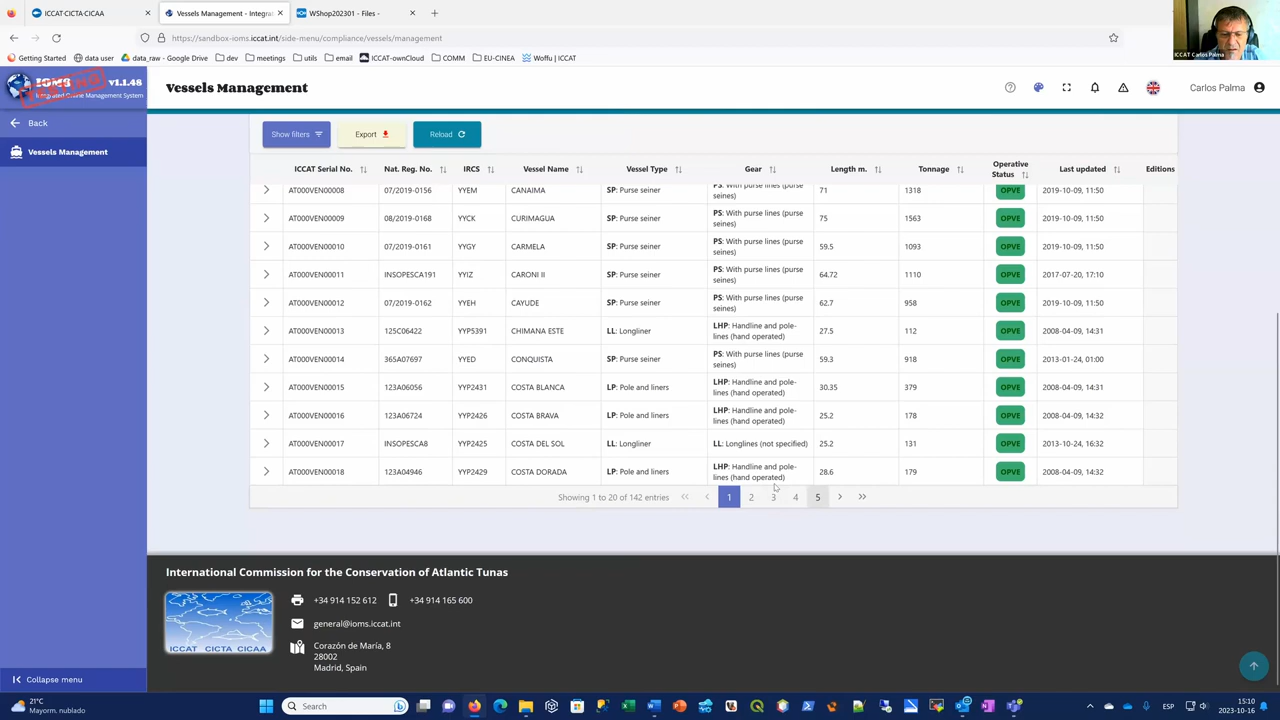 ICCAT·CICTA·CICAA
Vessels Management - Integrat
WShop202301 - Files -
https://sandbox-ioms.iccat.int/side-menu/compliance/vessels/management
Getting Started
data user
data_raw - Google Drive
dev
meetings
utils
email
ICCAT-ownCloud
COMM
EU-CINEA
Woffu | ICCAT
ICCAT Carlos Palma
IOMS v1.1.48
Integrated Online Management System
Vessels Management
Carlos Palma
Back
Vessels Management
Show filters
Export
Reload
ICCAT Serial No. Nat. Reg. No. IRCS Vessel Name Vessel Type Gear Length m. Tonnage Operative Status Last updated Editions
AT000VEN00008 07/2019-0156 YYEM CANAIMA SP: Purse seiner PS: With purse lines (purse seines) 71 1318 OPVE 2019-10-09, 11:50
AT000VEN00009 08/2019-0168 YYCK CURIMAGUA SP: Purse seiner PS: With purse lines (purse seines) 75 1563 OPVE 2019-10-09, 11:50
AT000VEN00010 07/2019-0161 YYGY CARMELA SP: Purse seiner PS: With purse lines (purse seines) 59.5 1093 OPVE 2019-10-09, 11:50
AT000VEN00011 INSOPESCA191 YYIZ CARONI II SP: Purse seiner PS: With purse lines (purse seines) 64.72 1110 OPVE 2017-07-20, 17:10
AT000VEN00012 07/2019-0162 YYEH CAYUDE SP: Purse seiner PS: With purse lines (purse seines) 62.7 958 OPVE 2019-10-09, 11:50
AT000VEN00013 125C06422 YYP5391 CHIMANA ESTE LL: Longliner LHP: Handline and pole-lines (hand operated) 27.5 112 OPVE 2008-04-09, 14:31
AT000VEN00014 365A07697 YYED CONQUISTA SP: Purse seiner PS: With purse lines (purse seines) 59.3 918 OPVE 2013-01-24, 01:00
AT000VEN00015 123A06056 YYP2431 COSTA BLANCA LP: Pole and liners LHP: Handline and pole-lines (hand operated) 30.35 379 OPVE 2008-04-09, 14:31
AT000VEN00016 123A06724 YYP2426 COSTA BRAVA LP: Pole and liners LHP: Handline and pole-lines (hand operated) 25.2 178 OPVE 2008-04-09, 14:32
AT000VEN00017 INSOPESCA8 YYP2425 COSTA DEL SOL LL: Longliner LL: Longlines (not specified) 25.2 131 OPVE 2013-10-24, 16:32
AT000VEN00018 123A04946 YYP2429 COSTA DORADA LP: Pole and liners LHP: Handline and pole-lines (hand operated) 28.6 179 OPVE 2008-04-09, 14:32
Showing 1 to 20 of 142 entries 1 2 3 4 5
International Commission for the Conservation of Atlantic Tunas
+34 914 152 612
+34 914 165 600
general@ioms.iccat.int
Corazón de María, 8
28002
Madrid, Spain
ICCAT CICTA CICAA
Collapse menu
21°C
Mayorm. nublado
Search
ESP
15:10
2023-10-16